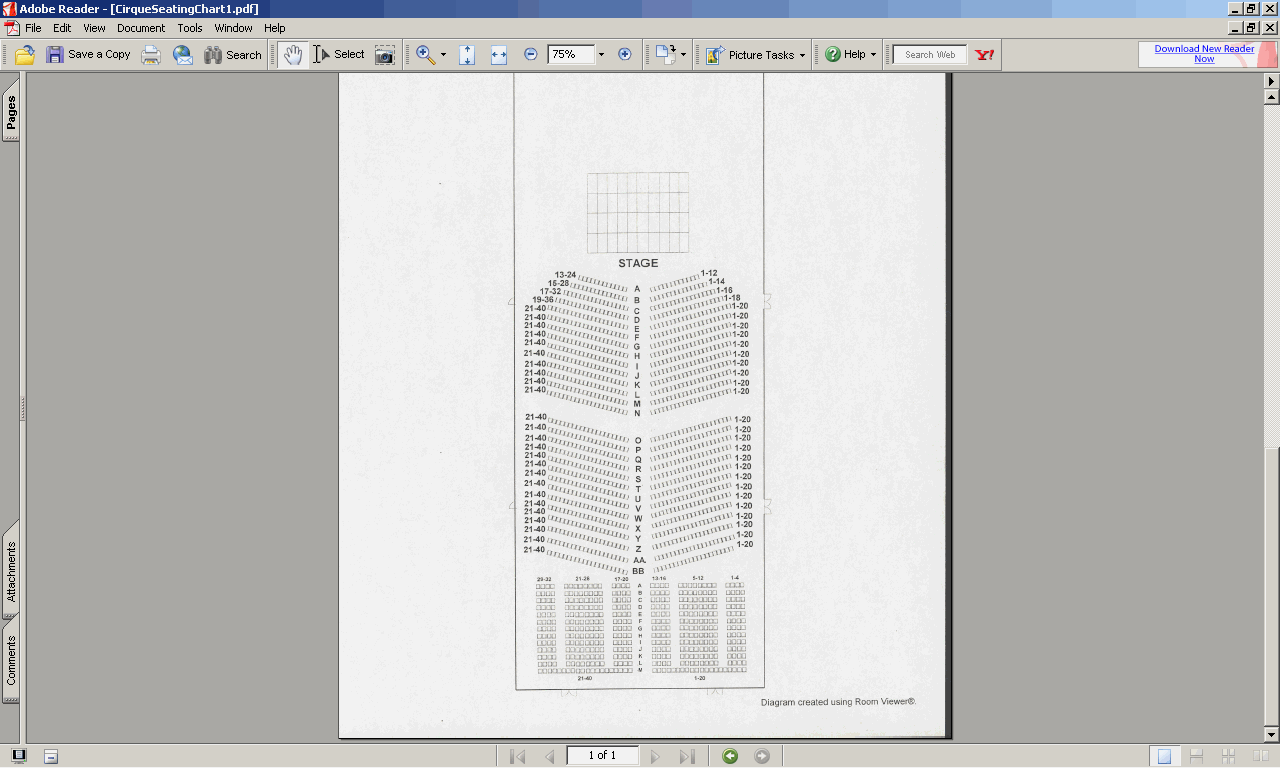 Adobe Reader - [CirqueSeatingChart1.pdf]
File Edit View Document Tools Window Help
Save a Copy Search Select 75% Picture Tasks Help Search Web Y! Download New Reader Now
Pages
Attachments
Comments
STAGE
13-24 A 1-12
15-28 B 1-14
17-32 C 1-16
19-36 D 1-18
21-40 E 1-20
21-40 F 1-20
21-40 G 1-20
21-40 H 1-20
21-40 I 1-20
21-40 J 1-20
21-40 K 1-20
21-40 L 1-20
21-40 M 1-20
21-40 N 1-20
21-40 O 1-20
21-40 P 1-20
21-40 Q 1-20
21-40 R 1-20
21-40 S 1-20
21-40 T 1-20
21-40 U 1-20
21-40 V 1-20
21-40 W 1-20
21-40 X 1-20
21-40 Y 1-20
21-40 Z 1-20
21-40 AA 1-20
21-40 BB 1-20
29-32 21-28 17-20 13-16 5-12 1-4
A
B
C
D
E
F
G
H
I
J
K
L
M
21-40 1-20
Diagram created using Room Viewer®.
1 of 1